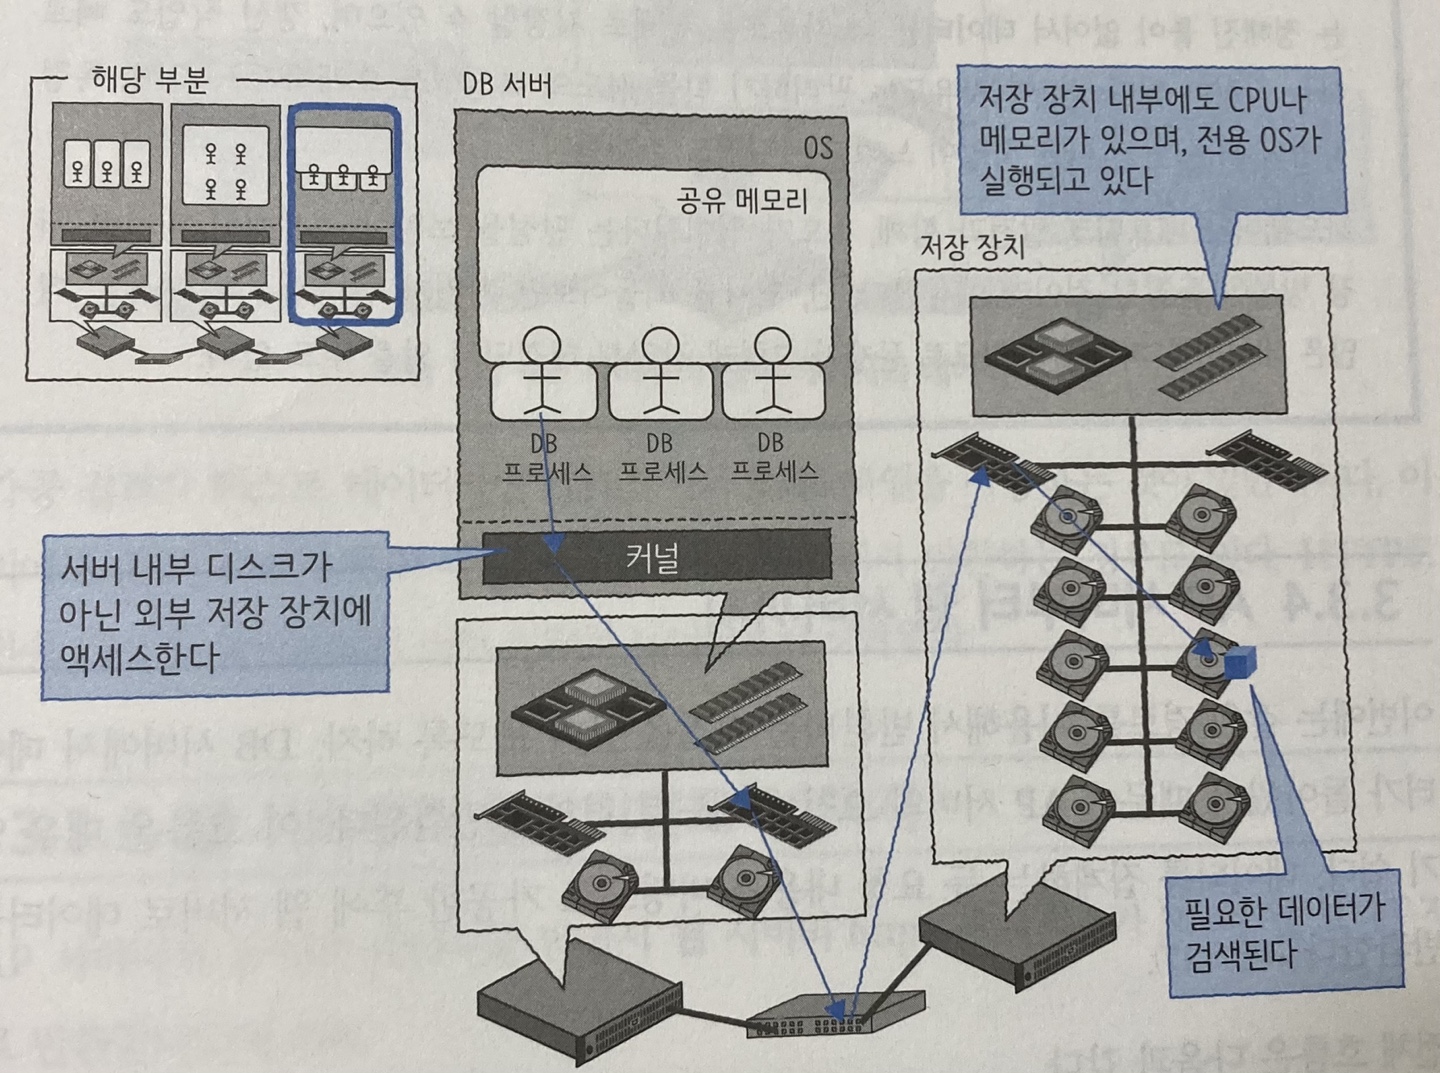 해당 부분
DB 서버
OS
공유 메모리
DB
프로세스
DB
프로세스
DB
프로세스
커널
서버 내부 디스크가
아닌 외부 저장 장치에
액세스한다
저장 장치 내부에도 CPU나
메모리가 있으며, 전용 OS가
실행되고 있다
저장 장치
필요한 데이터가
검색된다